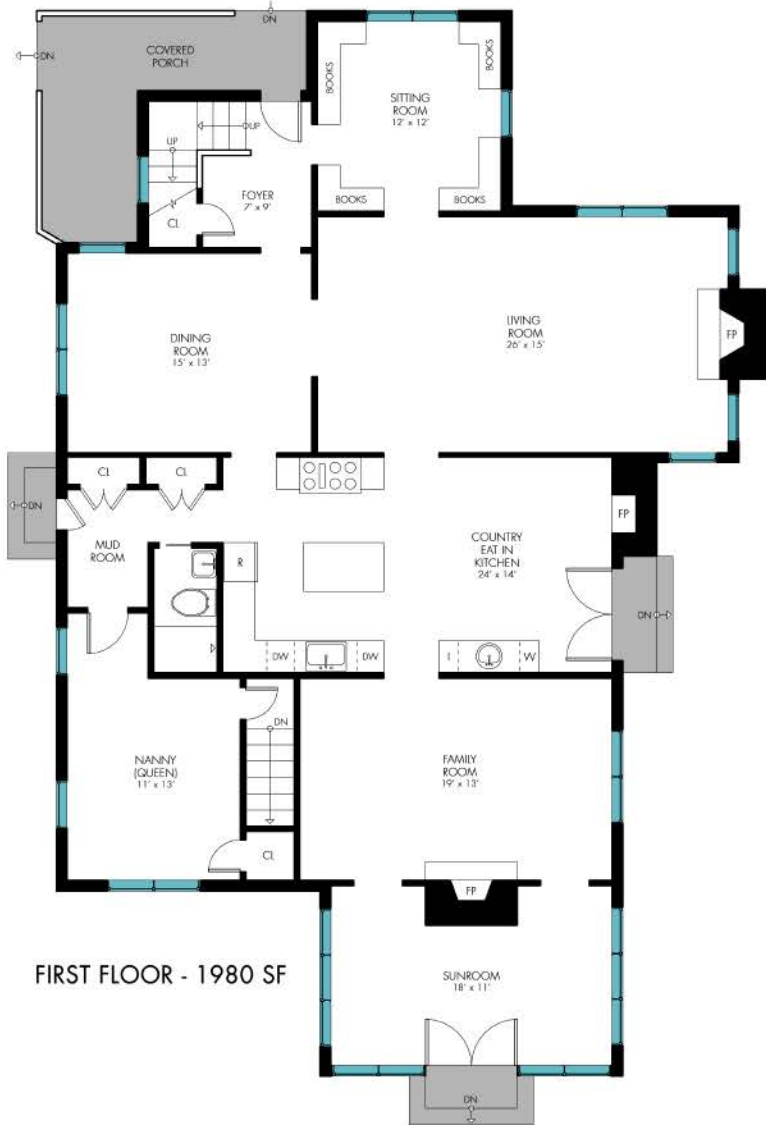 DN
DN
COVERED
PORCH
BOOKS
BOOKS
SITTING
ROOM
12' x 12'
UP
UP
FOYER
7' x 9'
CL
BOOKS
BOOKS
DINING
ROOM
15' x 13'
LIVING
ROOM
26' x 15'
FP
CL
CL
DN
MUD
ROOM
R
COUNTRY
EAT IN
KITCHEN
24' x 14'
FP
DN
DW
DW
I
W
DN
NANNY
(QUEEN)
11' x 13'
FAMILY
ROOM
19' x 13'
CL
FP
FIRST FLOOR - 1980 SF
SUNROOM
18' x 11'
DN